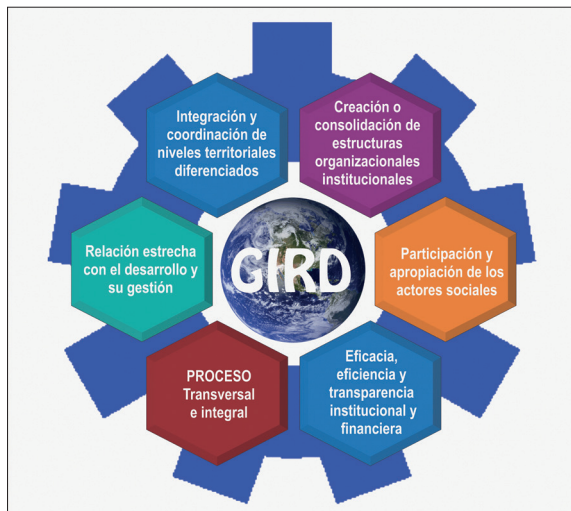 Integración y
coordinación de
niveles territoriales
diferenciados
Creación o
consolidación de
estructuras
organizacionales
institucionales
Relación estrecha
con el desarrollo y
su gestión
GIRD
Participación y
apropiación de los
actores sociales
PROCESO
Transversal
e integral
Eficacia,
eficiencia y
transparencia
institucional y
financiera